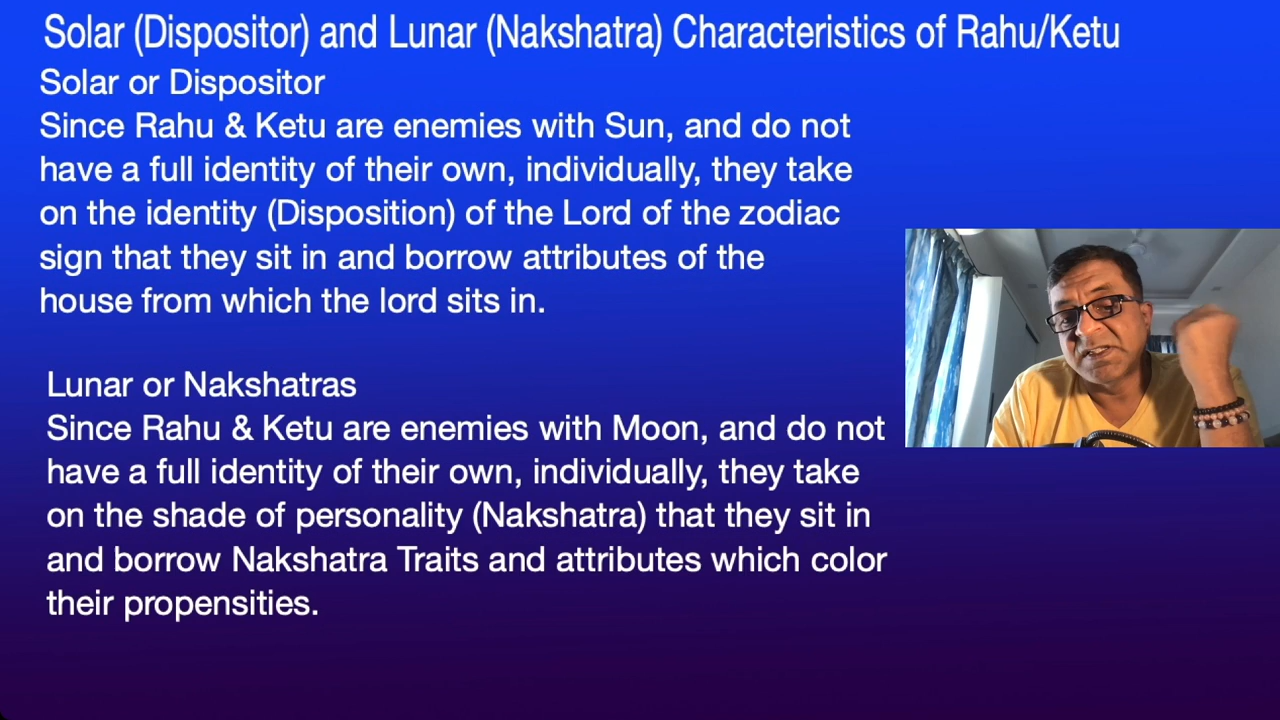 Solar (Dispositor) and Lunar (Nakshatra) Characteristics of Rahu/Ketu
Solar or Dispositor
Since Rahu & Ketu are enemies with Sun, and do not
have a full identity of their own, individually, they take
on the identity (Disposition) of the Lord of the zodiac
sign that they sit in and borrow attributes of the
house from which the lord sits in.
Lunar or Nakshatras
Since Rahu & Ketu are enemies with Moon, and do not
have a full identity of their own, individually, they take
on the shade of personality (Nakshatra) that they sit in
and borrow Nakshatra Traits and attributes which color
their propensities.